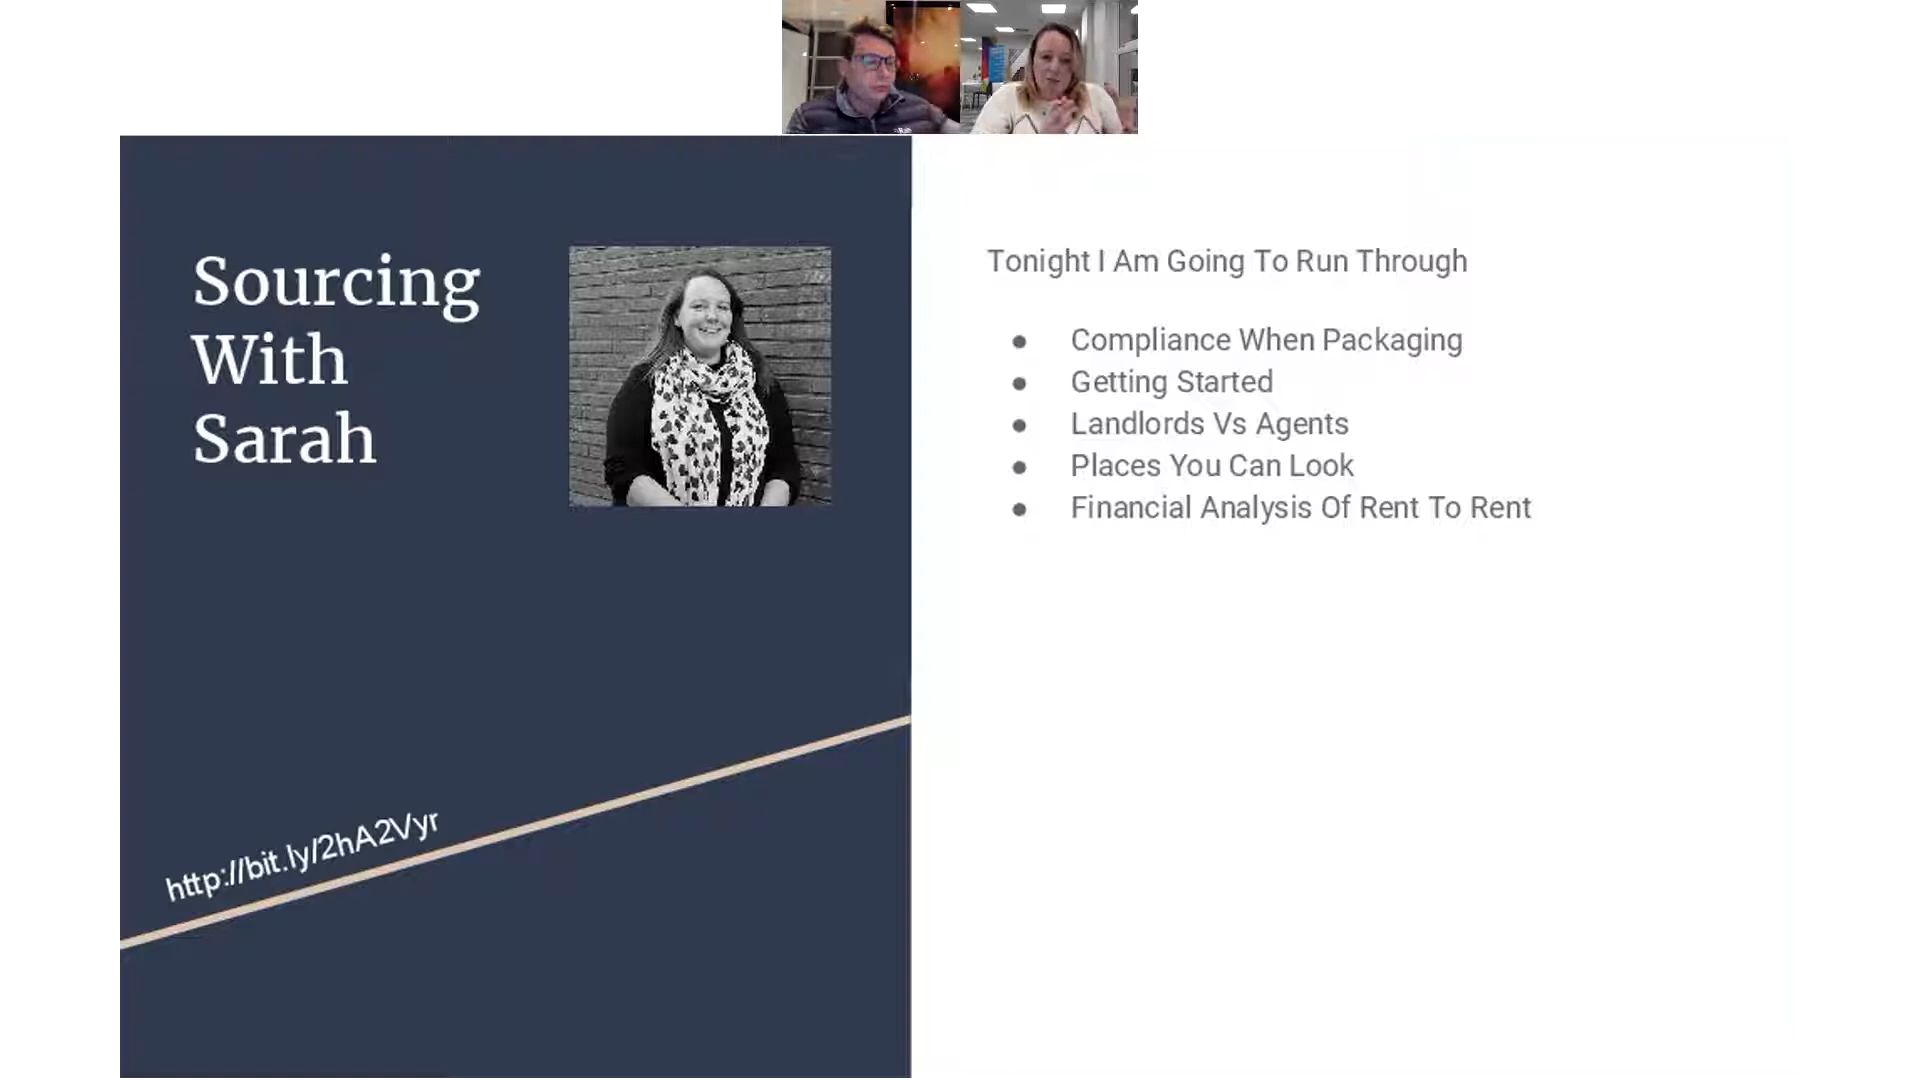 Sourcing
With
Sarah
http://bit.ly/2hA2Vyr
Tonight I Am Going To Run Through
● Compliance When Packaging
● Getting Started
● Landlords Vs Agents
● Places You Can Look
● Financial Analysis Of Rent To Rent